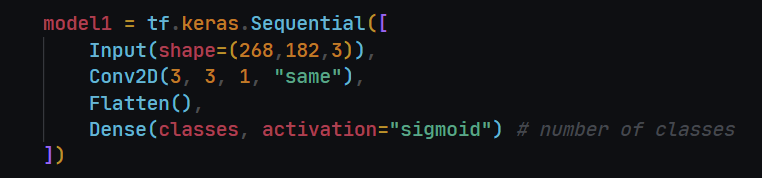 model1 = tf.keras.Sequential([
    Input(shape=(268,182,3)),
    Conv2D(3, 3, 1, "same"),
    Flatten(),
    Dense(classes, activation="sigmoid") # number of classes
])